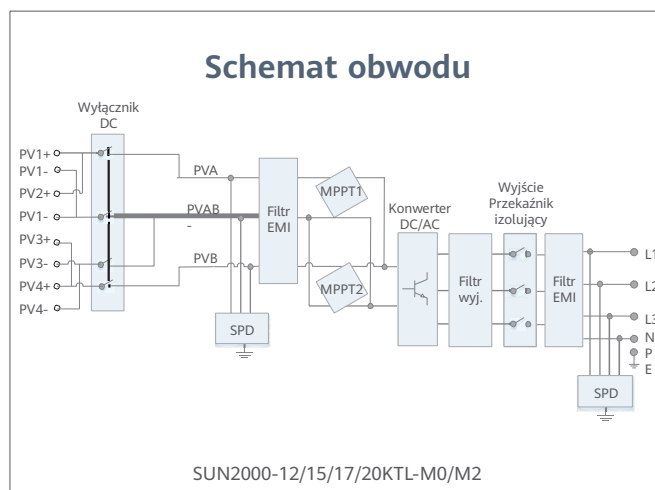 Schemat obwodu
Wyłącznik
DC
PV1+
PV1-
PV2+
PV1-
PV3+
PV3-
PV4+
PV4-
PVA
PVAB
-
PVB
SPD
Filtr
EMI
MPPT1
MPPT2
Konwerter
DC/AC
Filtr
wyj.
Wyjście
Przekaźnik
izolujący
Filtr
EMI
L1
L2
L3
N
P
E
SPD
SUN2000-12/15/17/20KTL-M0/M2